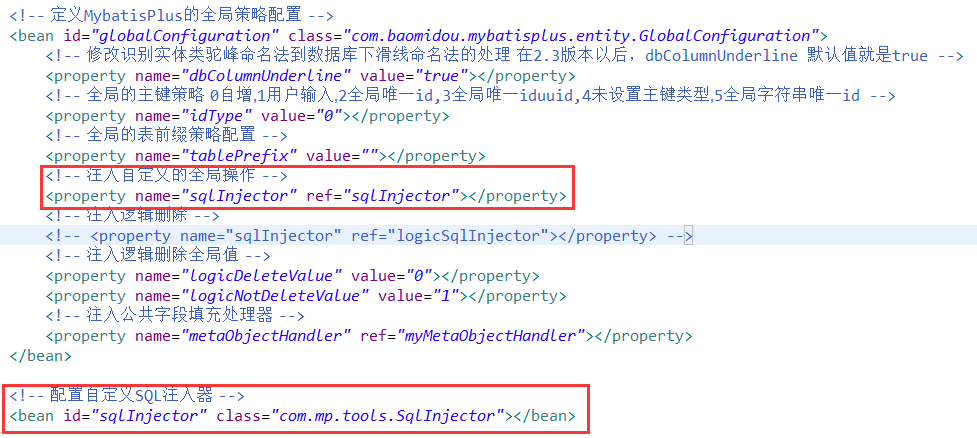 <!-- 定义MybatisPlus的全局策略配置 -->
<bean id="globalConfiguration" class="com.baomidou.mybatisplus.entity.GlobalConfiguration">
<!-- 修改识别实体类驼峰命名法到数据库下滑线命名法的处理 在2.3版本以后，dbColumnUnderline 默认值就是true -->
<property name="dbColumnUnderline" value="true"></property>
<!-- 全局的主键策略 0自增,1用户输入,2全局唯一id,3全局唯一iduuid,4未设置主键类型,5全局字符串唯一id -->
<property name="idType" value="0"></property>
<!-- 全局的表前缀策略配置 -->
<property name="tablePrefix" value=""></property>
<!-- 注入自定义的全局操作 -->
<property name="sqlInjector" ref="sqlInjector"></property>
<!-- 注入逻辑删除 -->
<!-- <property name="sqlInjector" ref="logicSqlInjector"></property> -->
<!-- 注入逻辑删除全局值 -->
<property name="logicDeleteValue" value="0"></property>
<property name="logicNotDeleteValue" value="1"></property>
<!-- 注入公共字段填充处理器 -->
<property name="metaObjectHandler" ref="myMetaObjectHandler"></property>
</bean>
<!-- 配置自定义SQL注入器 -->
<bean id="sqlInjector" class="com.mp.tools.SqlInjector"></bean>